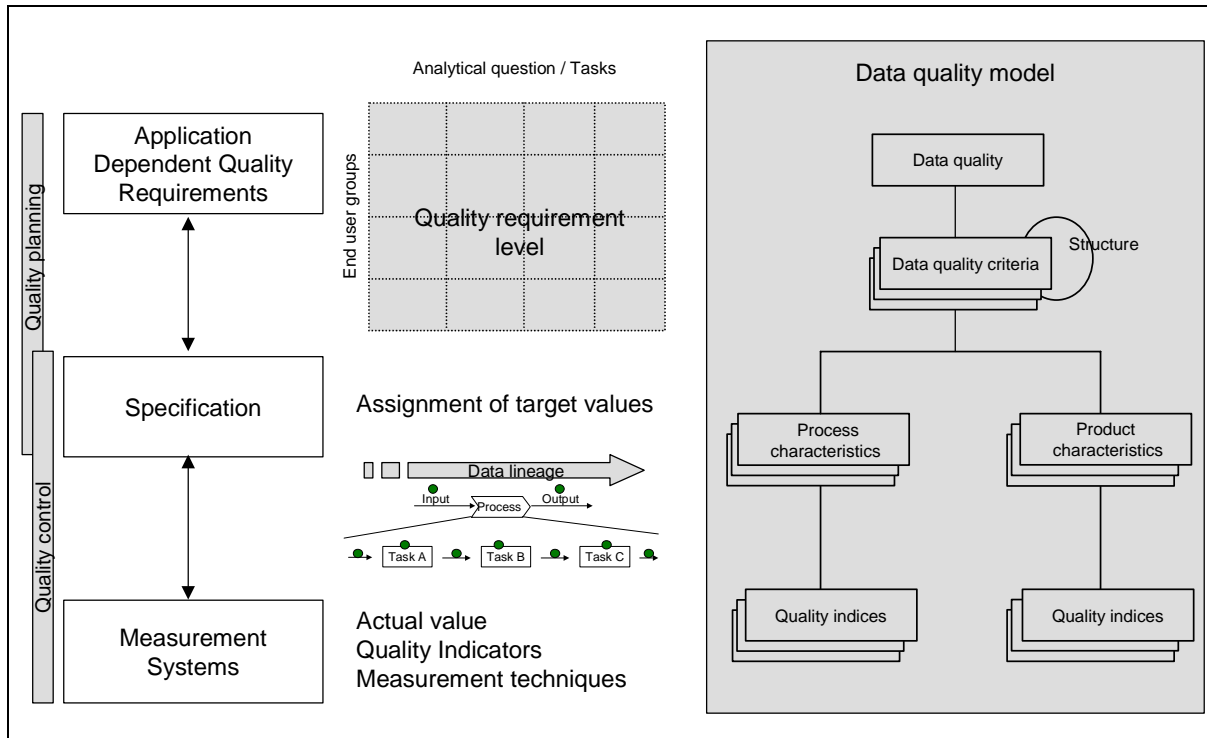 Quality planning
Quality control
Application
Dependent Quality
Requirements
Specification
Measurement
Systems
Analytical question / Tasks
End user groups
Quality requirement
level
Assignment of target values
Data lineage
Input
Process
Output
Task A
Task B
Task C
Actual value
Quality Indicators
Measurement techniques
Data quality model
Data quality
Structure
Data quality criteria
Process
characteristics
Product
characteristics
Quality indices
Quality indices